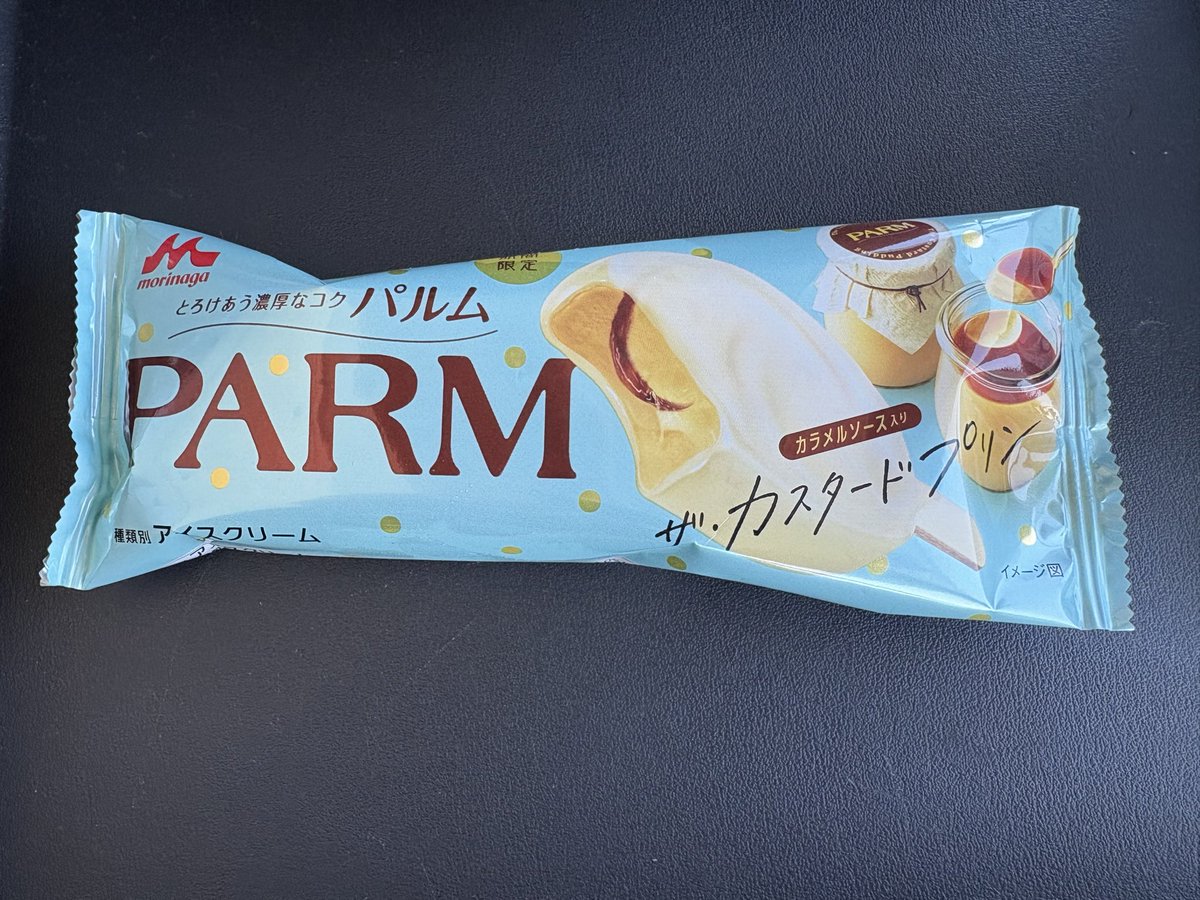 morinaga
とろけあう濃厚なコク パルム
PARM
期間
限定
種類別 アイスクリーム
PARM
Custard Pudding
カラメルソース入り
ザ・カスタードプリン
イメージ図